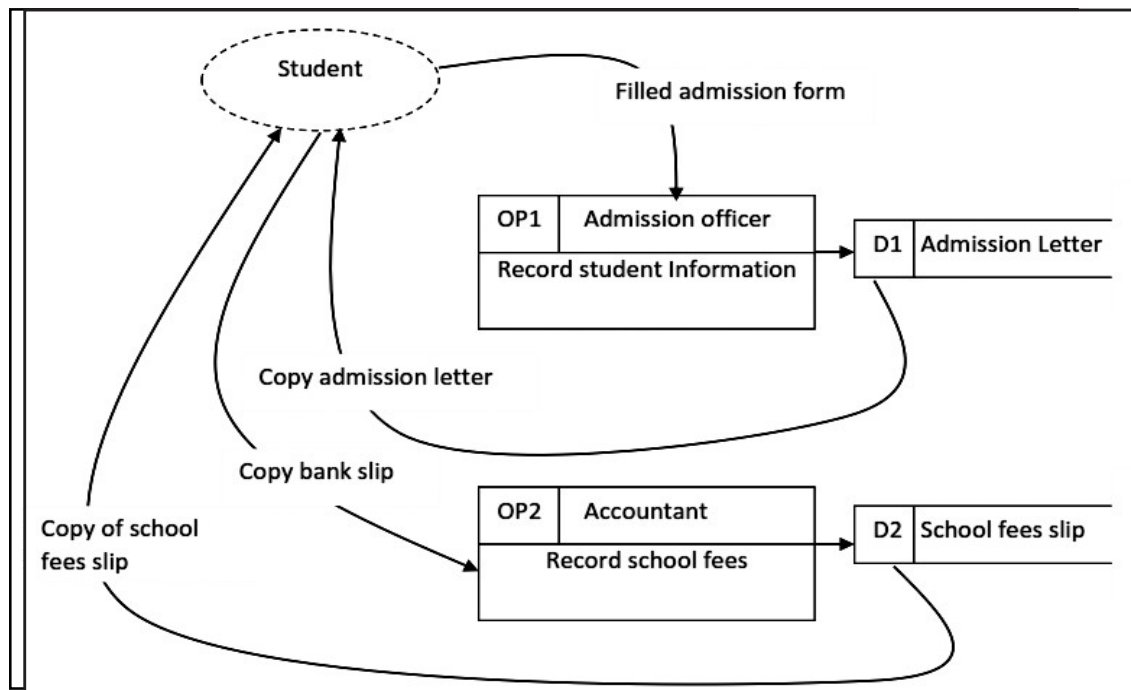 Student
Filled admission form
OP1
Admission officer
D1
Admission Letter
Record student Information
Copy admission letter
Copy bank slip
OP2
Accountant
D2
School fees slip
Copy of school
fees slip
Record school fees